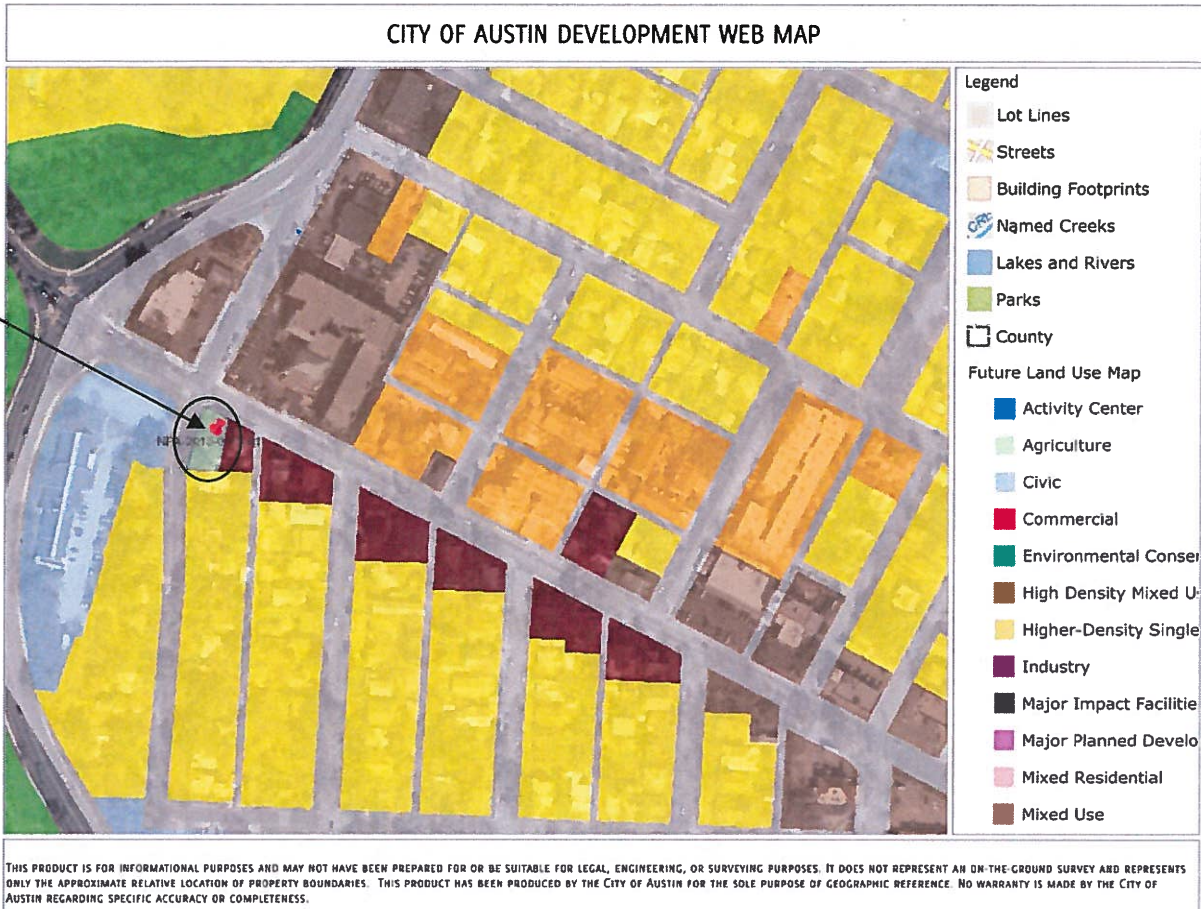 CITY OF AUSTIN DEVELOPMENT WEB MAP
Legend
Lot Lines
Streets
Building Footprints
Named Creeks
Lakes and Rivers
Parks
County
Future Land Use Map
Activity Center
Agriculture
Civic
Commercial
Environmental Conser
High Density Mixed U
Higher-Density Single
Industry
Major Impact Facilitie
Major Planned Develo
Mixed Residential
Mixed Use
THIS PRODUCT IS FOR INFORMATIONAL PURPOSES AND MAY NOT HAVE BEEN PREPARED FOR OR BE SUITABLE FOR LEGAL, ENGINEERING, OR SURVEYING PURPOSES. IT DOES NOT REPRESENT AN ON-THE-GROUND SURVEY AND REPRESENTS
ONLY THE APPROXIMATE RELATIVE LOCATION OF PROPERTY BOUNDARIES. THIS PRODUCT HAS BEEN PRODUCED BY THE CITY OF AUSTIN FOR THE SOLE PURPOSE OF GEOGRAPHIC REFERENCE. NO WARRANTY IS MADE BY THE CITY OF
AUSTIN REGARDING SPECIFIC ACCURACY OR COMPLETENESS.